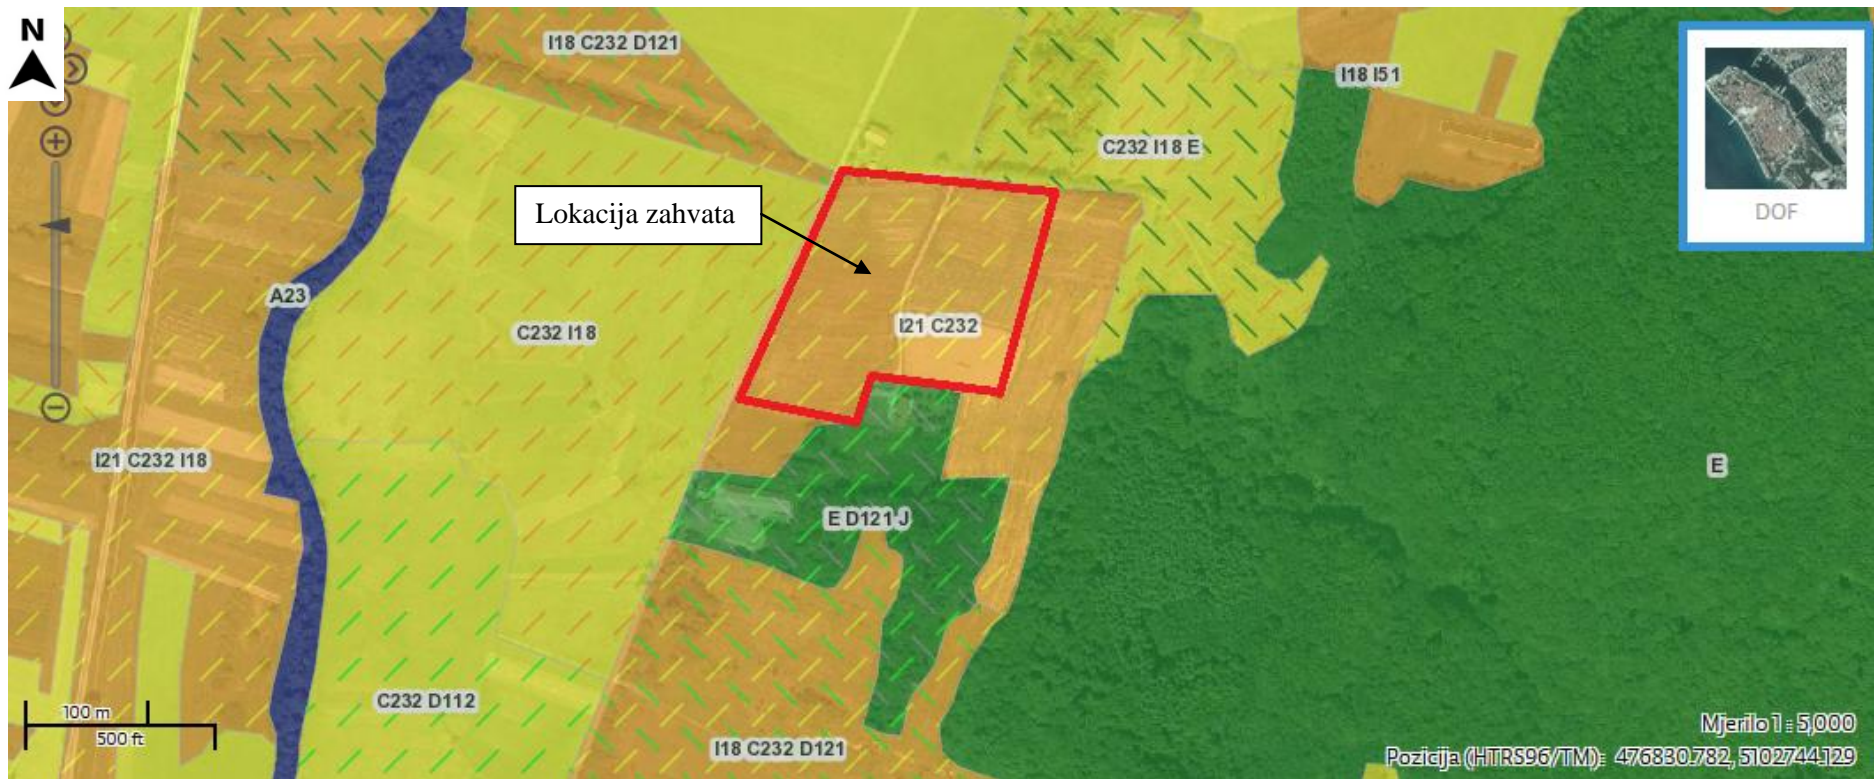 N
I18 C232 D121
I18 I51
C232 I18 E
DOF
Lokacija zahvata
A23
C232 I18
I21 C232
I21 C232 I18
E
E D121 J
C232 D112
100 m
500 ft
I18 C232 D121
Mjerilo 1 : 5,000
Pozicija (HTRS96/TM): 476830.782, 5102744.129